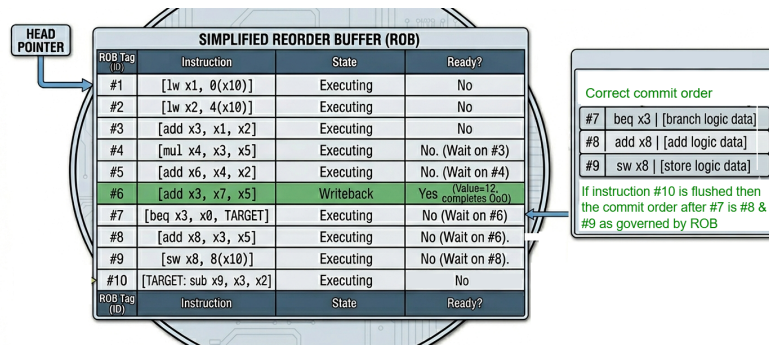 HEAD
POINTER
SIMPLIFIED REORDER BUFFER (ROB)
ROB Tag (ID) Instruction State Ready?
#1 [lw x1, 0(x10)] Executing No
#2 [lw x2, 4(x10)] Executing No
#3 [add x3, x1, x2] Executing No
#4 [mul x4, x3, x5] Executing No. (Wait on #3)
#5 [add x6, x4, x2] Executing No. (Wait on #4)
#6 [add x3, x7, x5] Writeback Yes (Value=12, completes OoO)
#7 [beq x3, x0, TARGET] Executing No (Wait on #6)
#8 [add x8, x3, x5] Executing No (Wait on #6).
#9 [sw x8, 8(x10)] Executing No (Wait on #8).
#10 [TARGET: sub x9, x3, x2] Executing No
ROB Tag (ID) Instruction State Ready?
Correct commit order
#7 beq x3 | [branch logic data]
#8 add x8 | [add logic data]
#9 sw x8 | [store logic data]
If instruction #10 is flushed then
the commit order after #7 is #8 &
#9 as governed by ROB